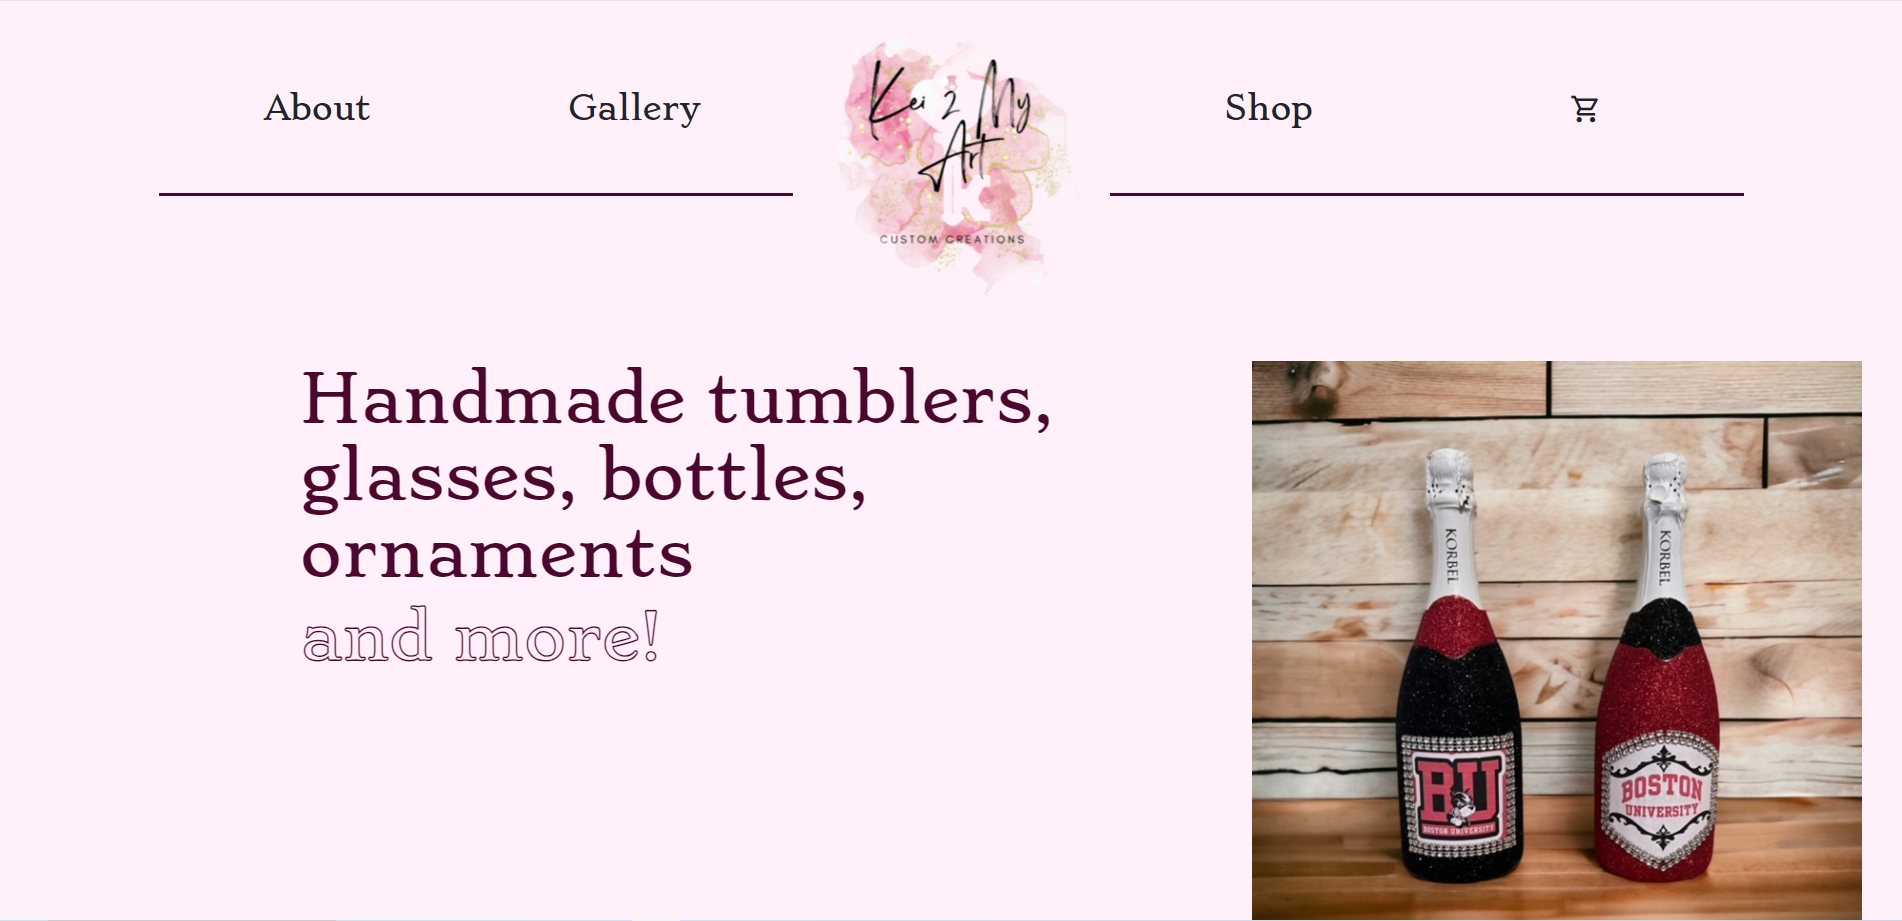 About
Gallery
Kei 2 My
Art
K
CUSTOM CREATIONS
Shop
Handmade tumblers,
glasses, bottles,
ornaments
and more!
KORBEL
KORBEL
BU
BOSTON UNIVERSITY
BOSTON
UNIVERSITY